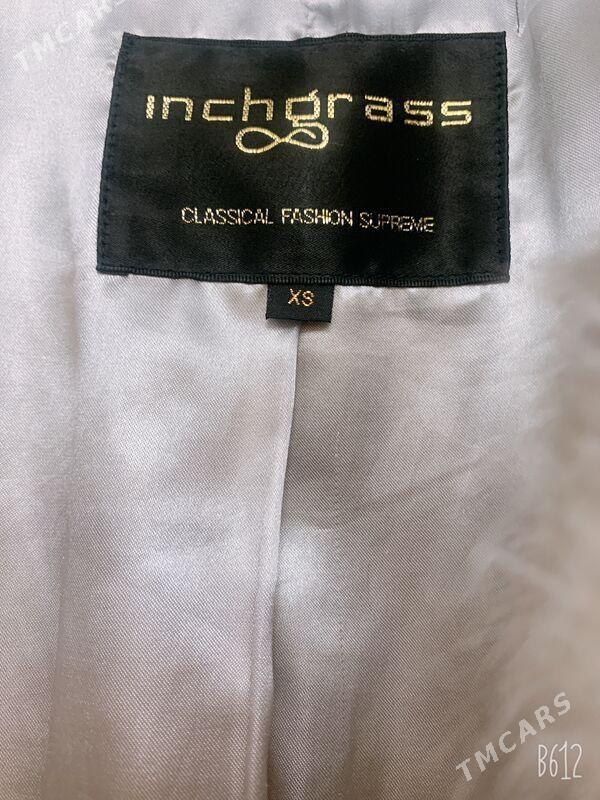 TMCARS
inchgrass
CLASSICAL FASHION SUPREME
XS
TMCARS
B612